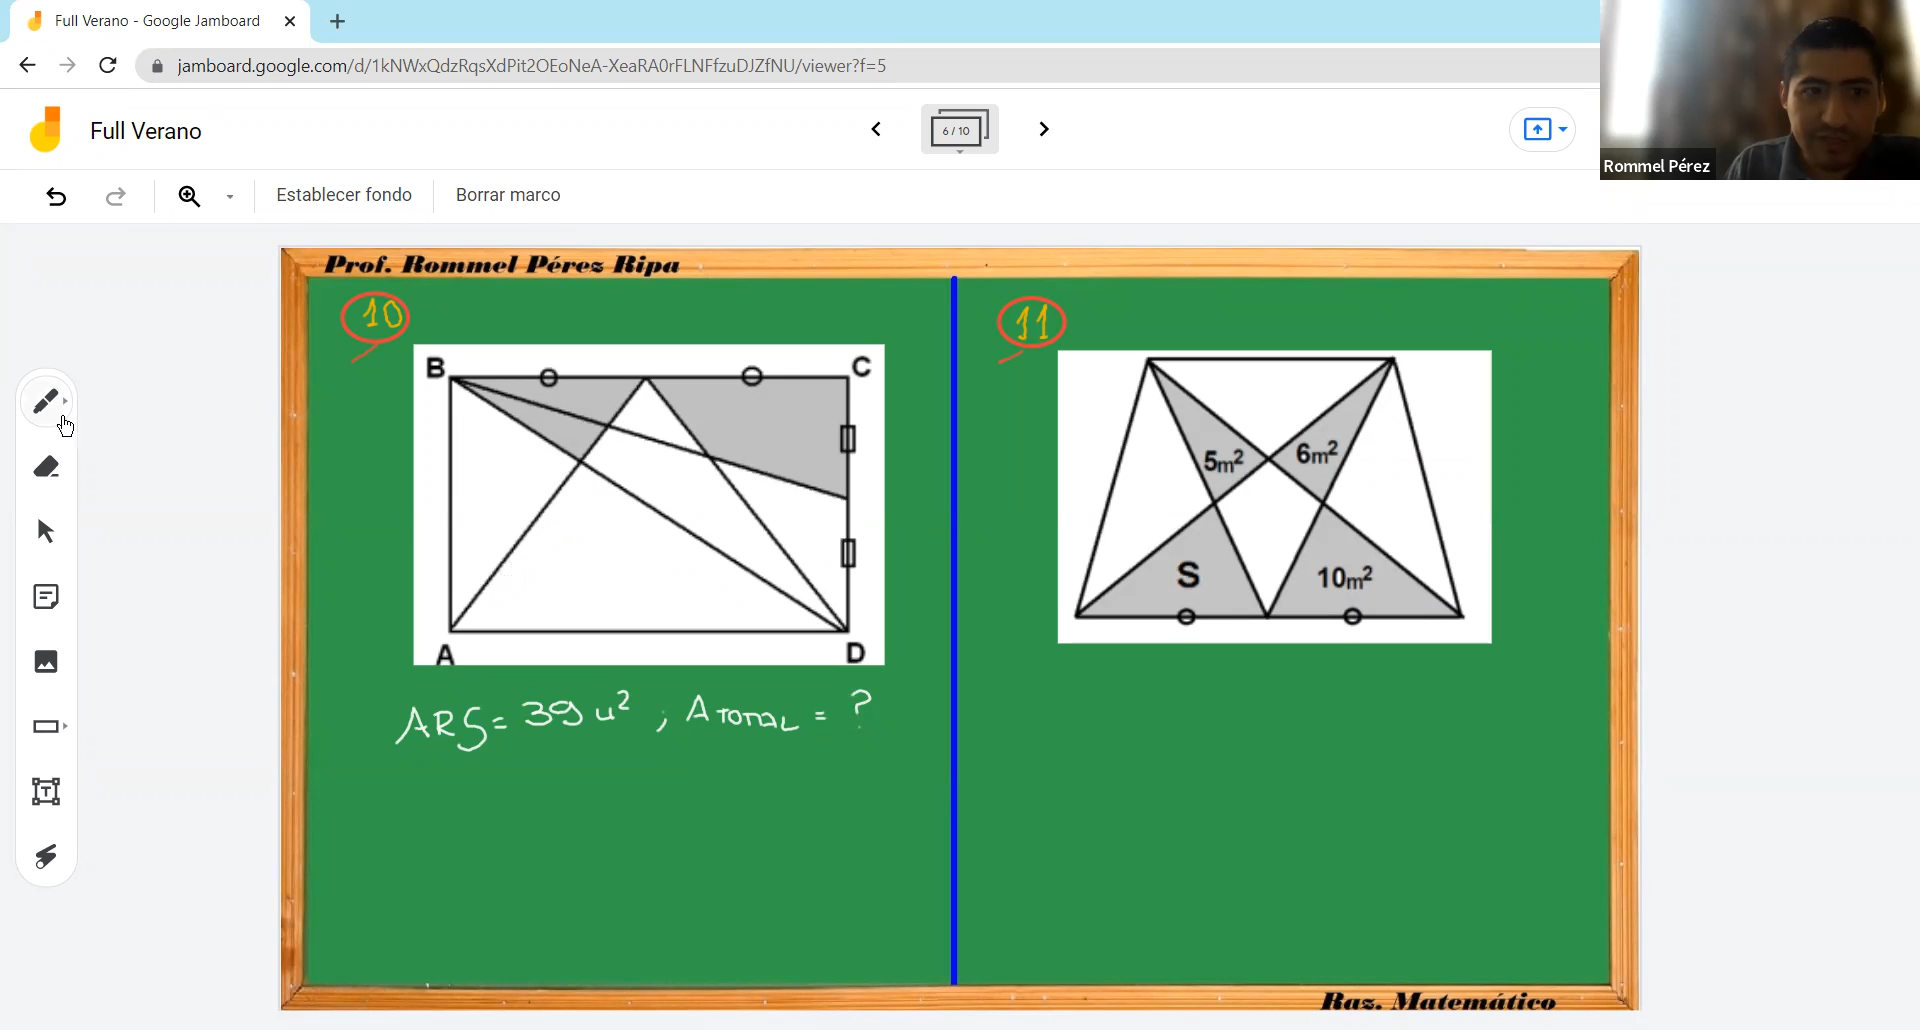 Full Verano - Google Jamboard
jamboard.google.com/d/1kNWxQdzRqsXdPit2OEoNeA-XeaRA0rFLNFfzuDJZfNU/viewer?f=5
Full Verano
6 / 10
Rommel Pérez
Establecer fondo
Borrar marco
Prof. Rommel Pérez Ripa
10
B
C
A
D
ARS = 39 u² ; A TOTAL = ?
11
5m²
6m²
S
10m²
T
Raz. Matemático